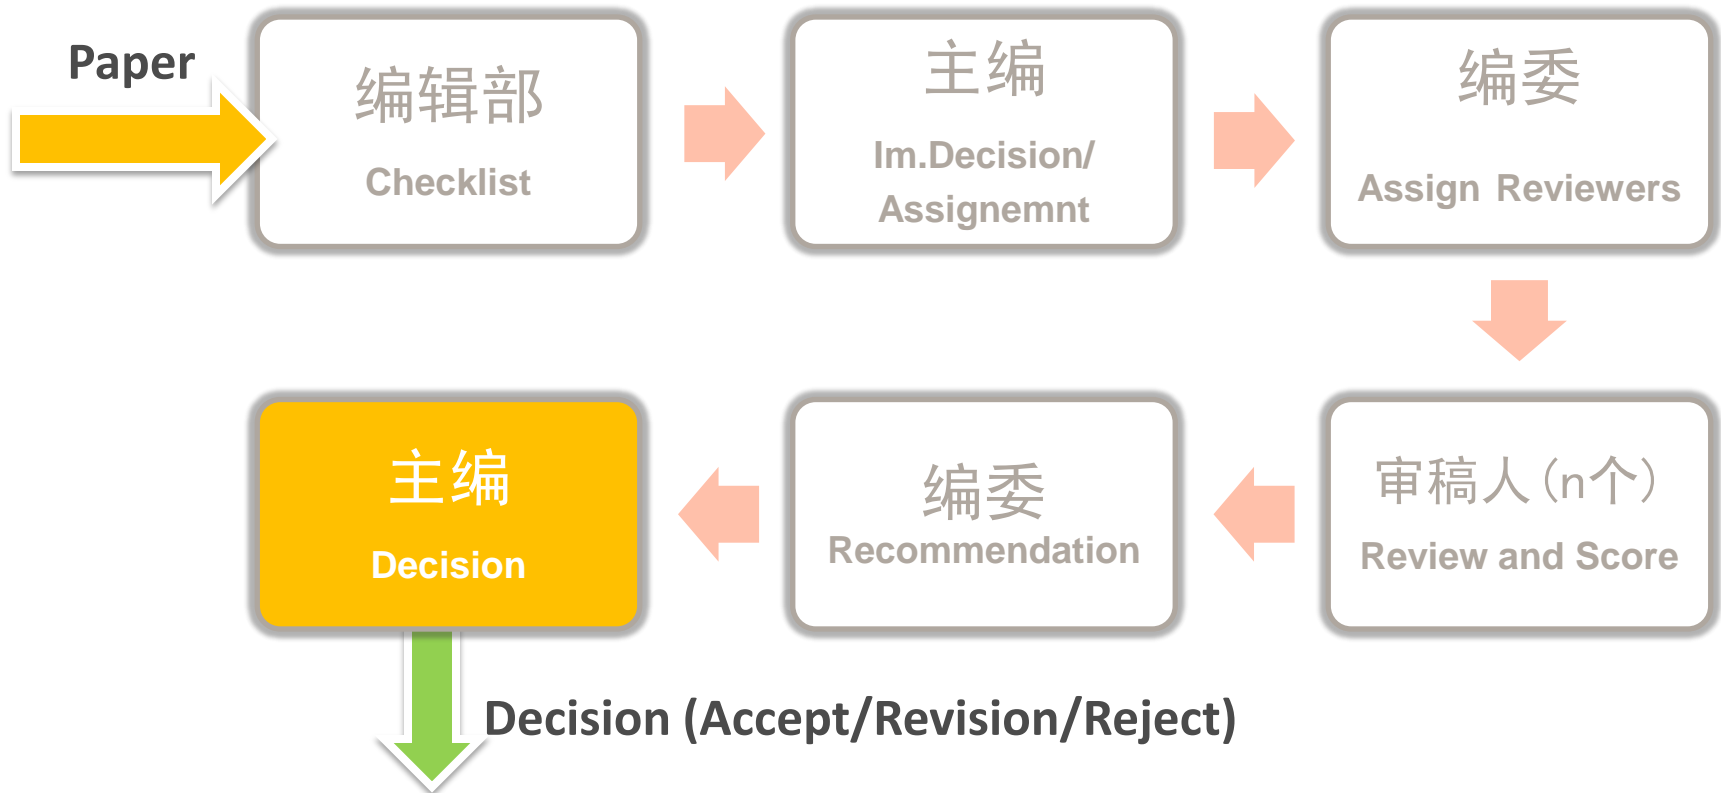 Paper
编辑部
Checklist
主编
Im.Decision/
Assignemnt
编委
Assign Reviewers
审稿人(n个)
Review and Score
编委
Recommendation
主编
Decision
Decision (Accept/Revision/Reject)